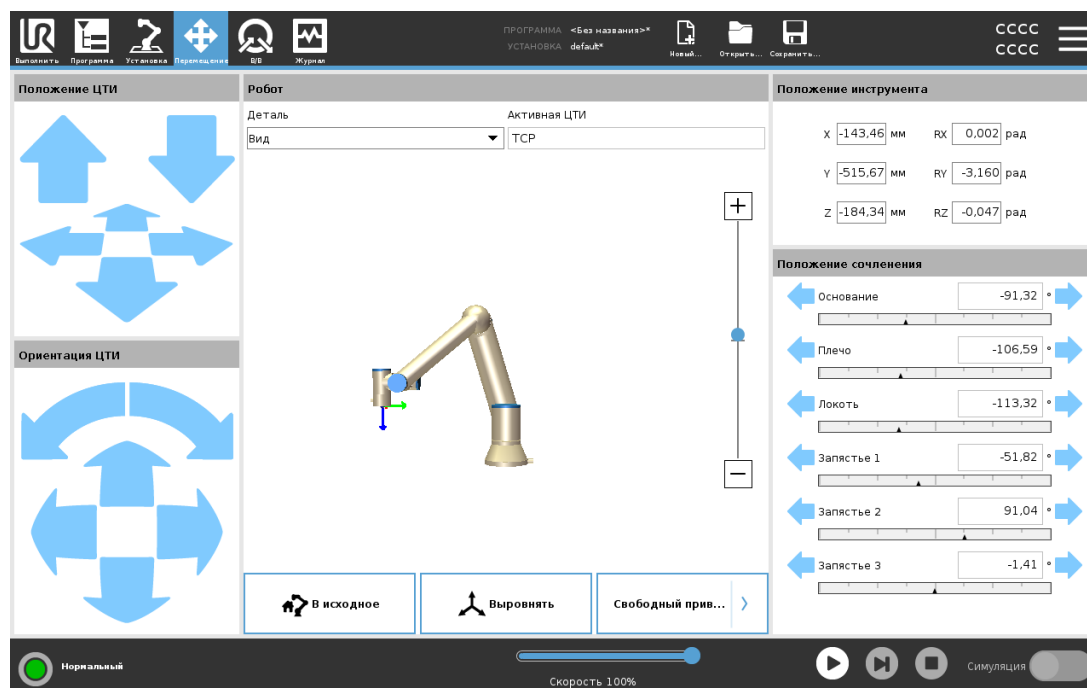 ПРОГРАММА <Без названия>*
УСТАНОВКА default*
CCCC
CCCC
UR
Выполнить Программа Установка Перемещение В/В Журнал
Новый... Открыть... Сохранить...
Положение ЦТИ
Робот
Деталь
Активная ЦТИ
Вид
TCP
Положение инструмента
X -143,46 мм RX 0,002 рад
Y -515,67 мм RY -3,160 рад
Z -184,34 мм RZ -0,047 рад
Положение сочленения
Основание -91,32 °
Плечо -106,59 °
Локоть -113,32 °
Запястье 1 -51,82 °
Запястье 2 91,04 °
Запястье 3 -1,41 °
Ориентация ЦТИ
В исходное
Выровнять
Свободный прив...
Нормальный
Скорость 100%
Симуляция